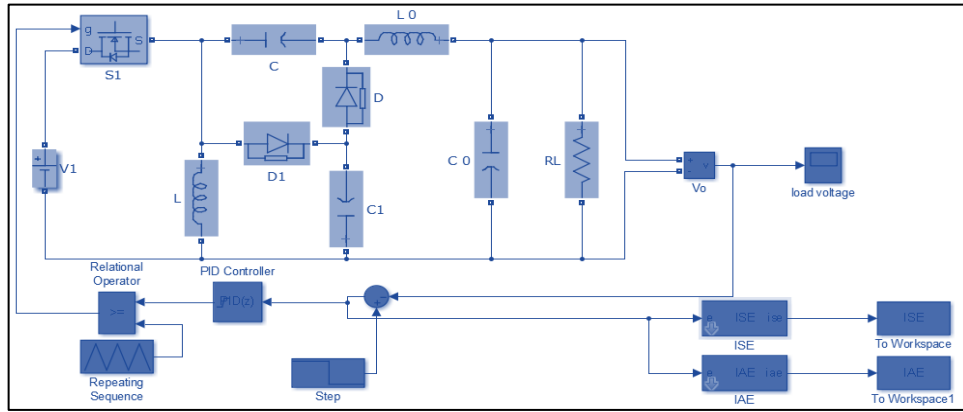 L 0
g
D
S
S1
C
D
V1
D1
L
C1
C 0
RL
+
-
v
Vo
load voltage
Relational
Operator
PID Controller
>=
PID(z)
Repeating
Sequence
Step
e ISE ise
ISE
ISE
To Workspace
e IAE iae
IAE
IAE
To Workspace1